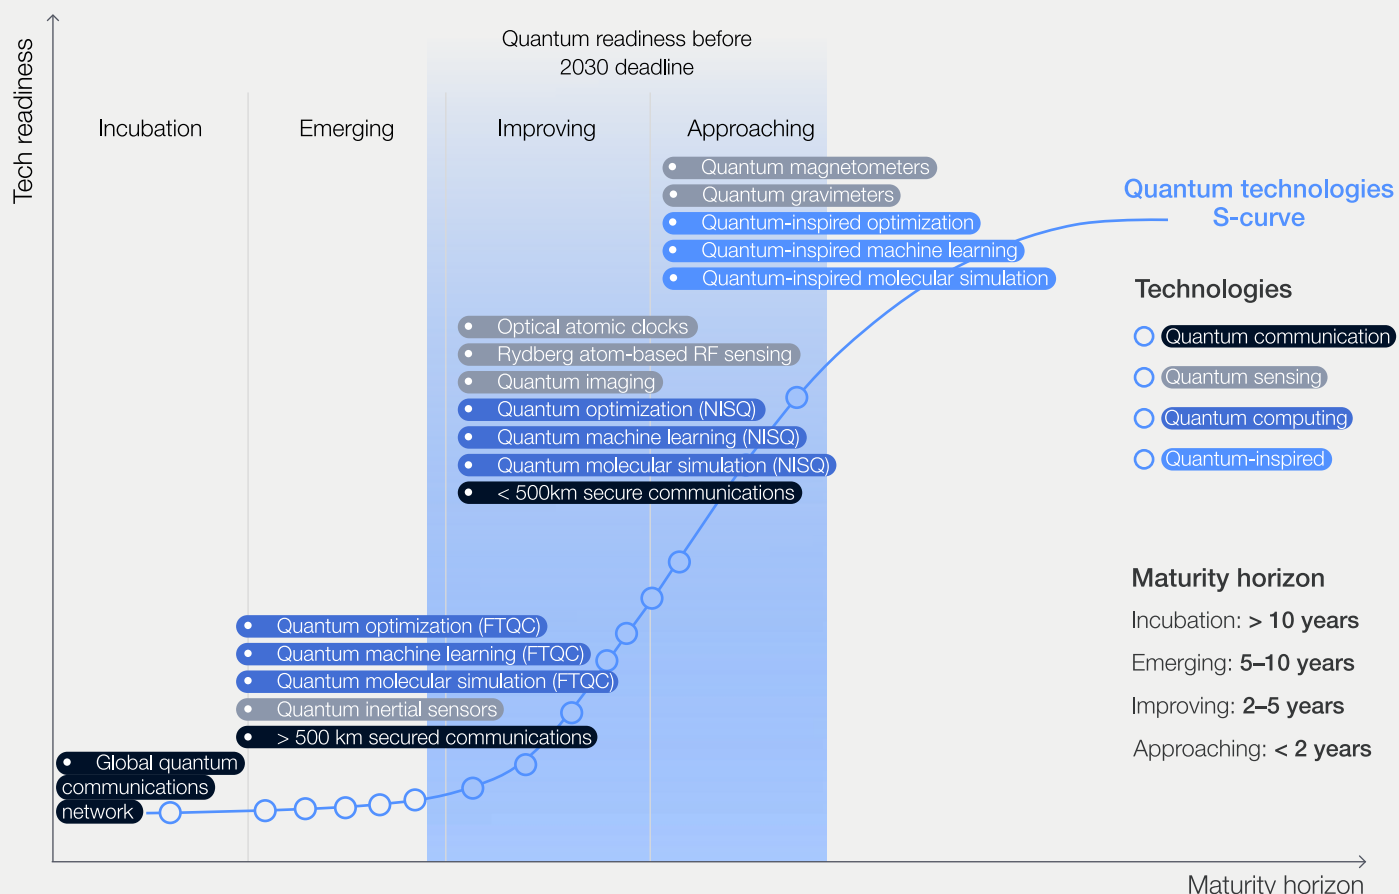 Tech readiness
Quantum readiness before
2030 deadline
Incubation
Emerging
Improving
Approaching
• Quantum magnetometers
• Quantum gravimeters
• Quantum-inspired optimization
• Quantum-inspired machine learning
• Quantum-inspired molecular simulation
• Optical atomic clocks
• Rydberg atom-based RF sensing
• Quantum imaging
• Quantum optimization (NISQ)
• Quantum machine learning (NISQ)
• Quantum molecular simulation (NISQ)
• < 500km secure communications
• Quantum optimization (FTQC)
• Quantum machine learning (FTQC)
• Quantum molecular simulation (FTQC)
• Quantum inertial sensors
• > 500 km secured communications
• Global quantum
communications
network
Quantum technologies
S-curve
Technologies
Quantum communication
Quantum sensing
Quantum computing
Quantum-inspired
Maturity horizon
Incubation: > 10 years
Emerging: 5–10 years
Improving: 2–5 years
Approaching: < 2 years
Maturity horizon